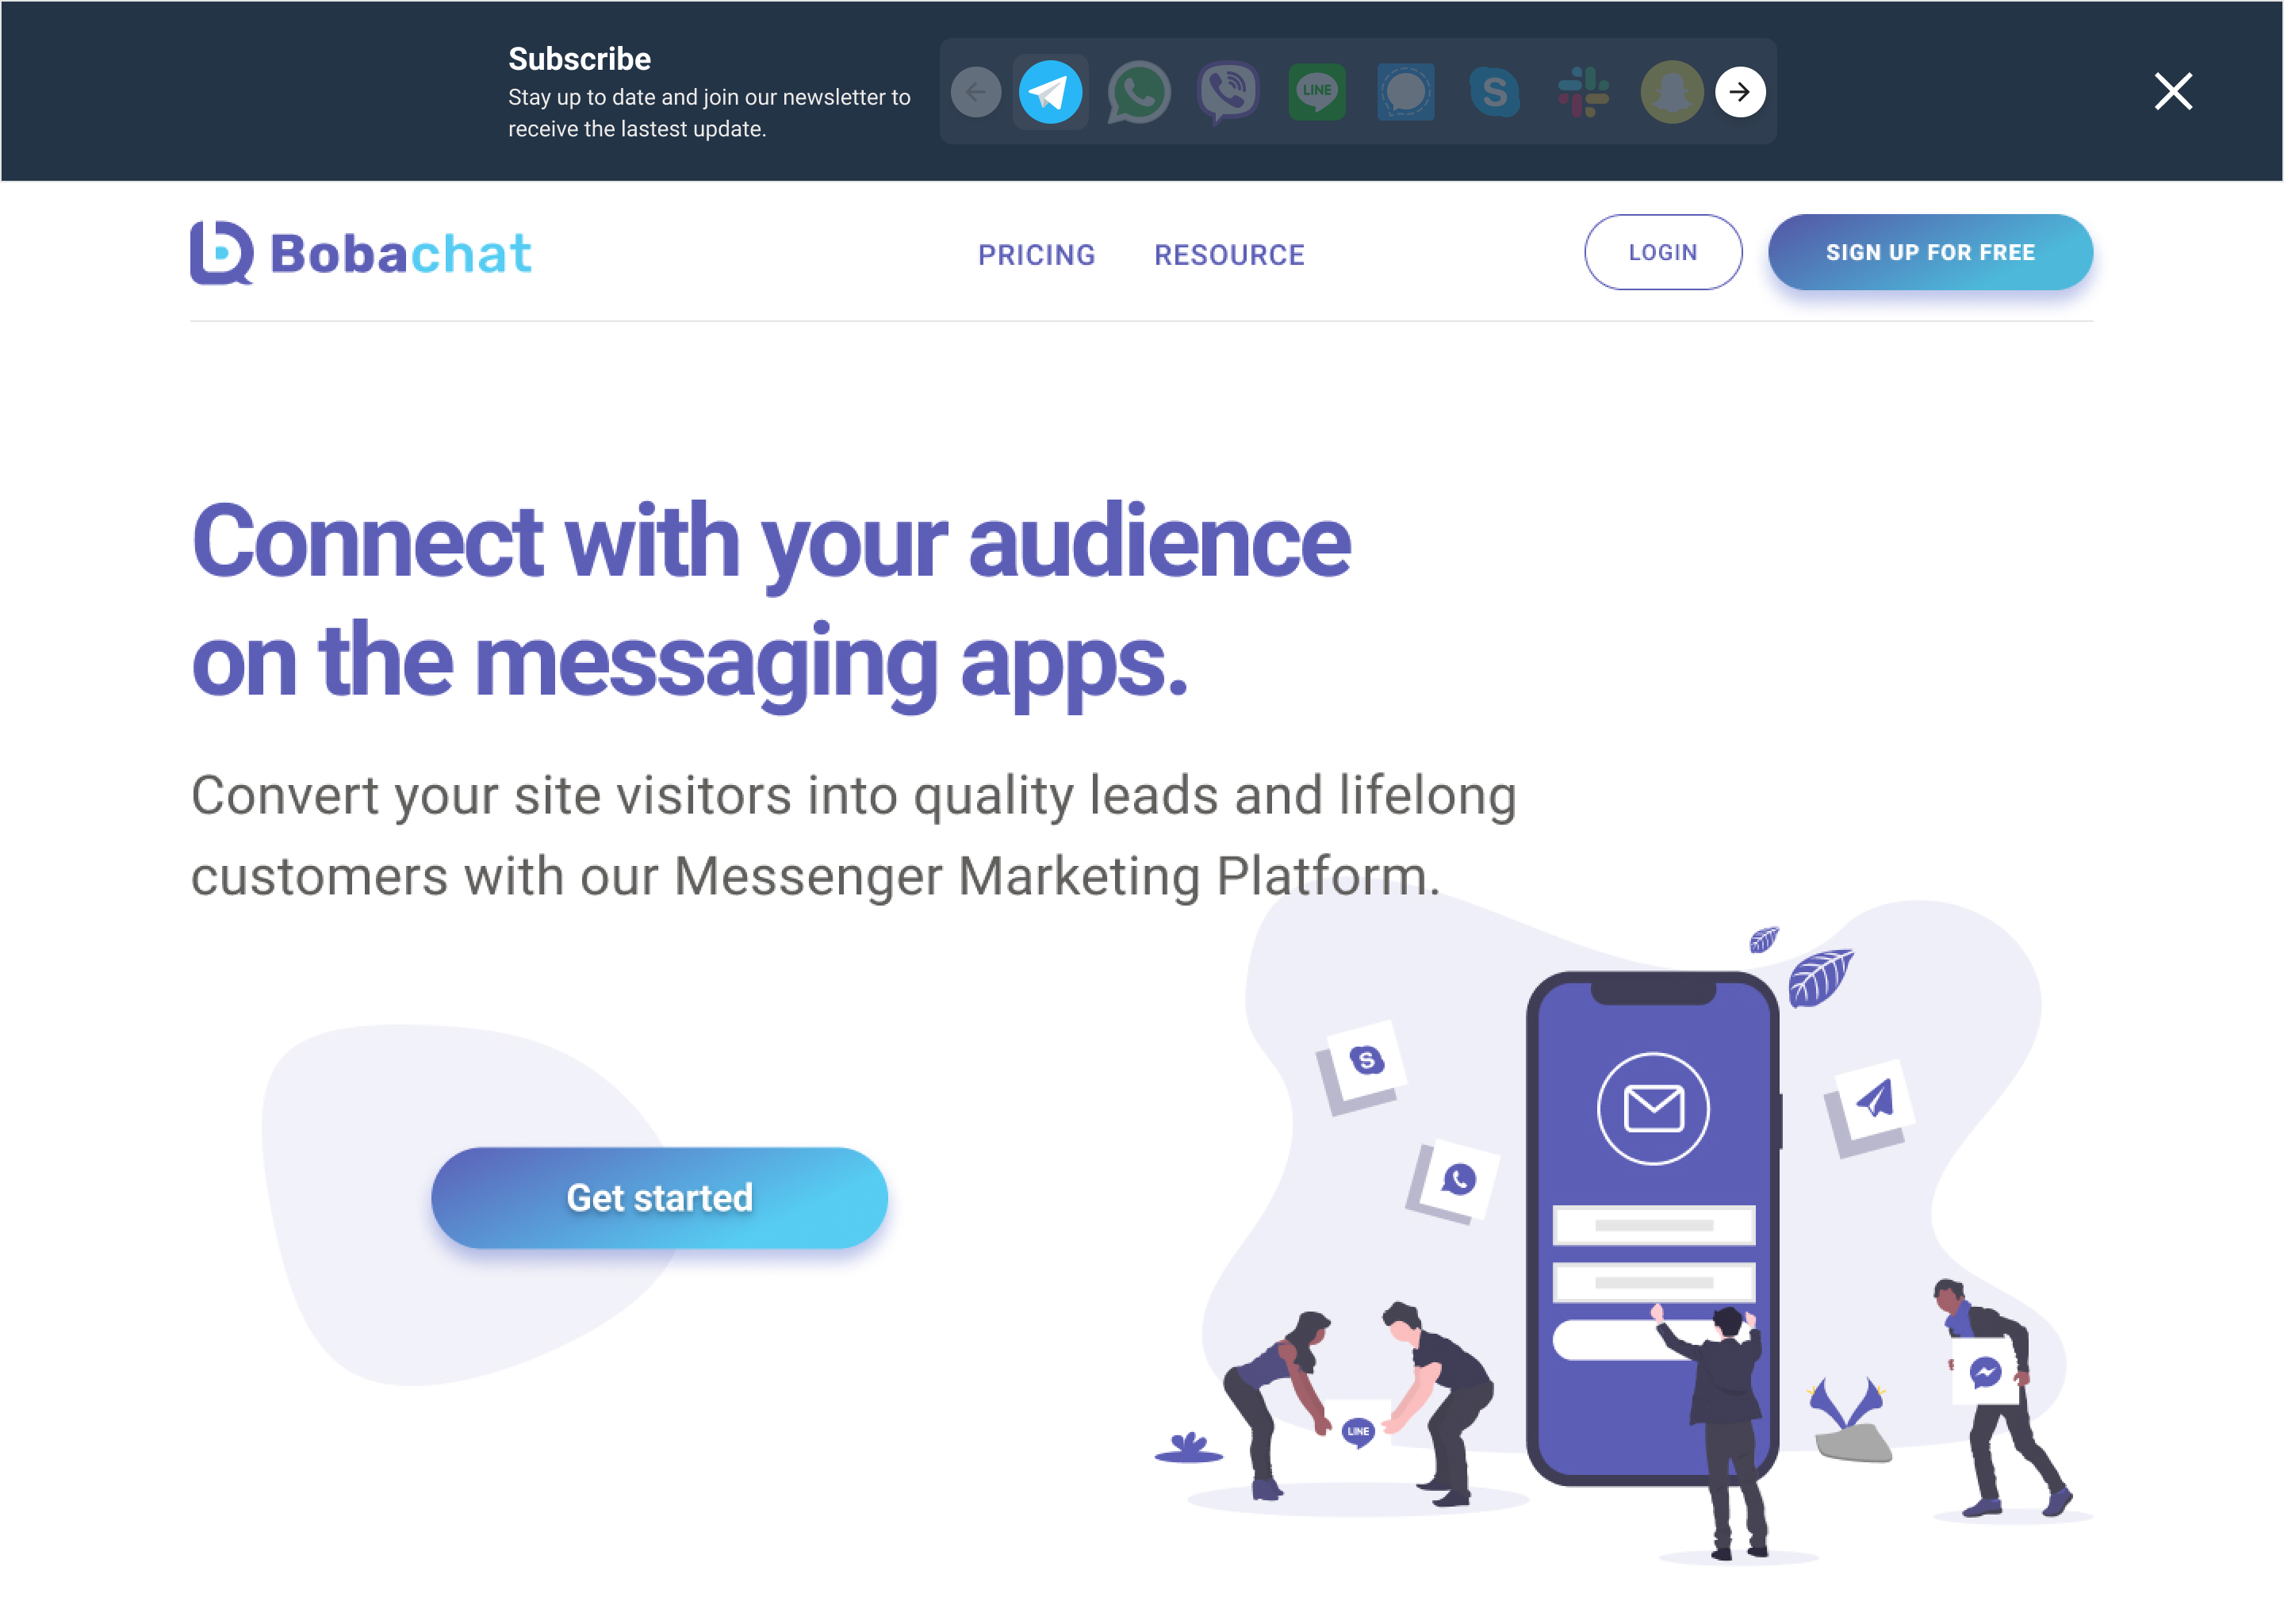 Subscribe
Stay up to date and join our newsletter to
receive the lastest update.
LINE
S
Bobachat
PRICING
RESOURCE
LOGIN
SIGN UP FOR FREE
Connect with your audience
on the messaging apps.
Convert your site visitors into quality leads and lifelong
customers with our Messenger Marketing Platform.
S
Get started
LINE